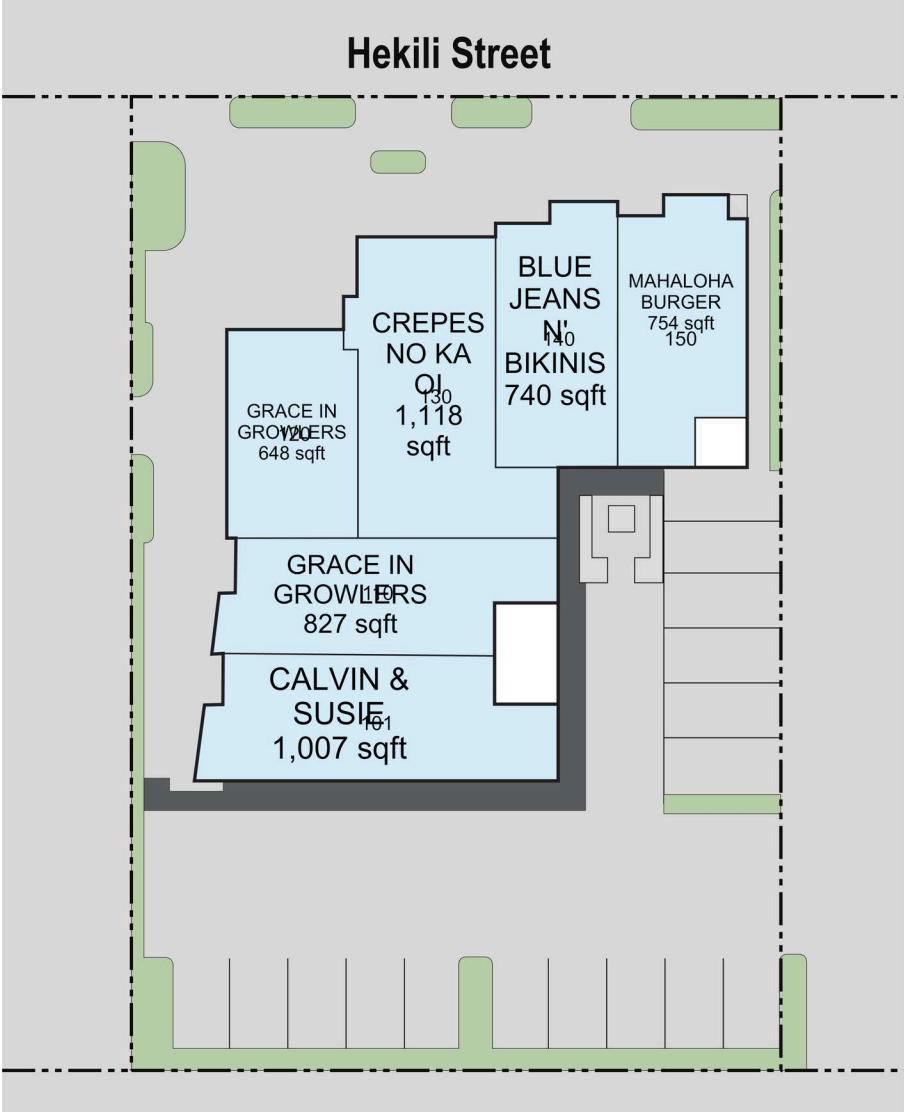 Hekili Street
BLUE
JEANS
N'
140
BIKINIS
740 sqft
MAHALOHA
BURGER
754 sqft
150
CREPES
NO KA
OI
130
1,118
sqft
GRACE IN
GROWLERS
120
648 sqft
GRACE IN
GROWLERS
110
827 sqft
CALVIN &
SUSIE
101
1,007 sqft